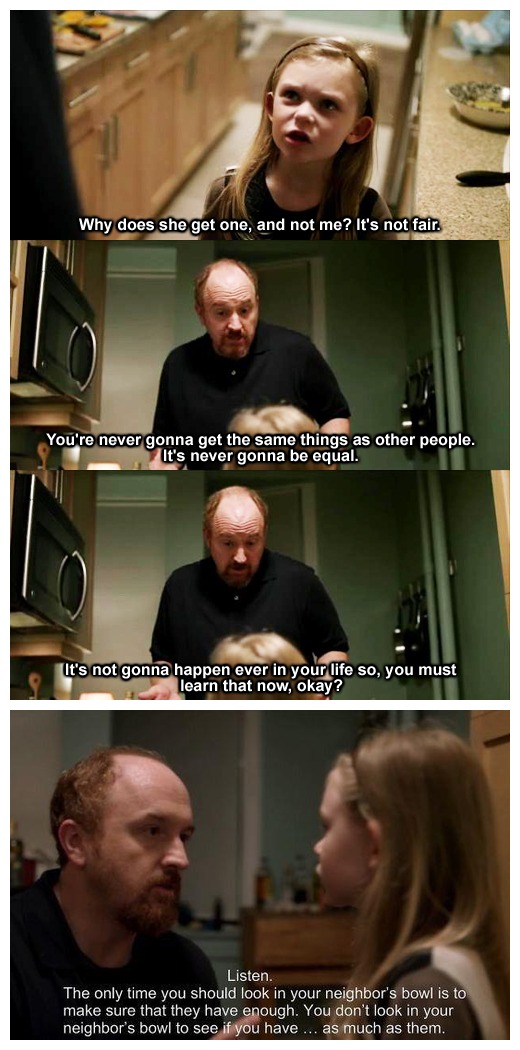 Why does she get one, and not me? It's not fair.
You're never gonna get the same things as other people.
It's never gonna be equal.
It's not gonna happen ever in your life so, you must
learn that now, okay?
Listen.
The only time you should look in your neighbor's bowl is to
make sure that they have enough. You don't look in your
neighbor's bowl to see if you have … as much as them.